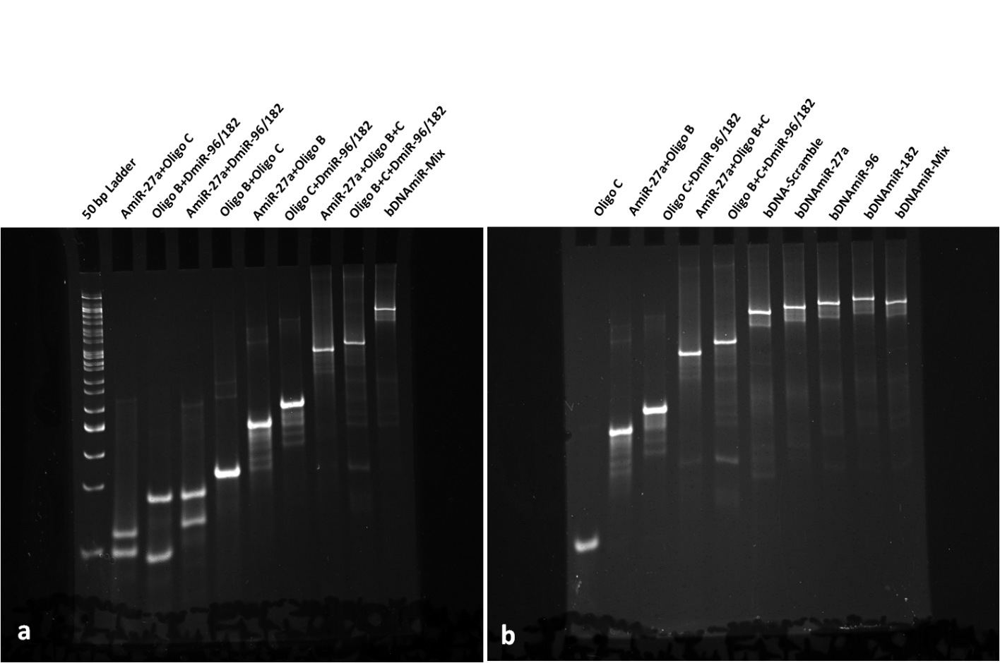 50 bp Ladder
AmiR-27a+Oligo C
Oligo B+DmiR-96/182
AmiR-27a+DmiR-96/182
Oligo B+Oligo C
AmiR-27a+Oligo B
Oligo C+DmiR-96/182
AmiR-27a +Oligo B+C
Oligo B+C+DmiR-96/182
bDNAmiR-Mix
a
Oligo C
AmiR-27a+Oligo B
Oligo C+DmiR 96/182
AmiR-27a+Oligo B+C
Oligo B+C+DmiR-96/182
bDNA-Scramble
bDNAmiR-27a
bDNAmiR-96
bDNAmiR-182
bDNAmiR-Mix
b